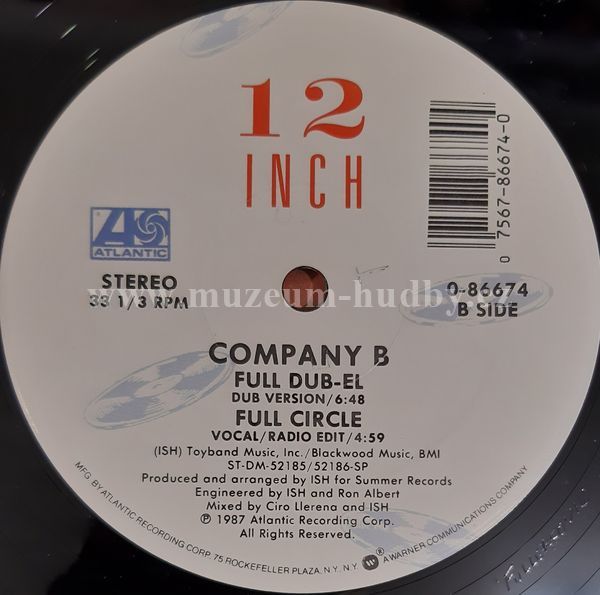 12
INCH
0 7567-86674-0
ATLANTIC
STEREO
33 1/3 RPM
0-86674
B SIDE
www.muzeum-hudby.cz
COMPANY B
FULL DUB-EL
DUB VERSION/6:48
FULL CIRCLE
VOCAL/RADIO EDIT/4:59
(ISH) Toyband Music, Inc./Blackwood Music, BMI
ST-DM-52185/52186-SP
Produced and arranged by ISH for Summer Records
Engineered by ISH and Ron Albert
Mixed by Ciro Llerena and ISH
℗ 1987 Atlantic Recording Corp.
All Rights Reserved.
MFG. BY ATLANTIC RECORDING CORP. 75 ROCKEFELLER PLAZA, N.Y. N.Y. ® A WARNER COMMUNICATIONS COMPANY